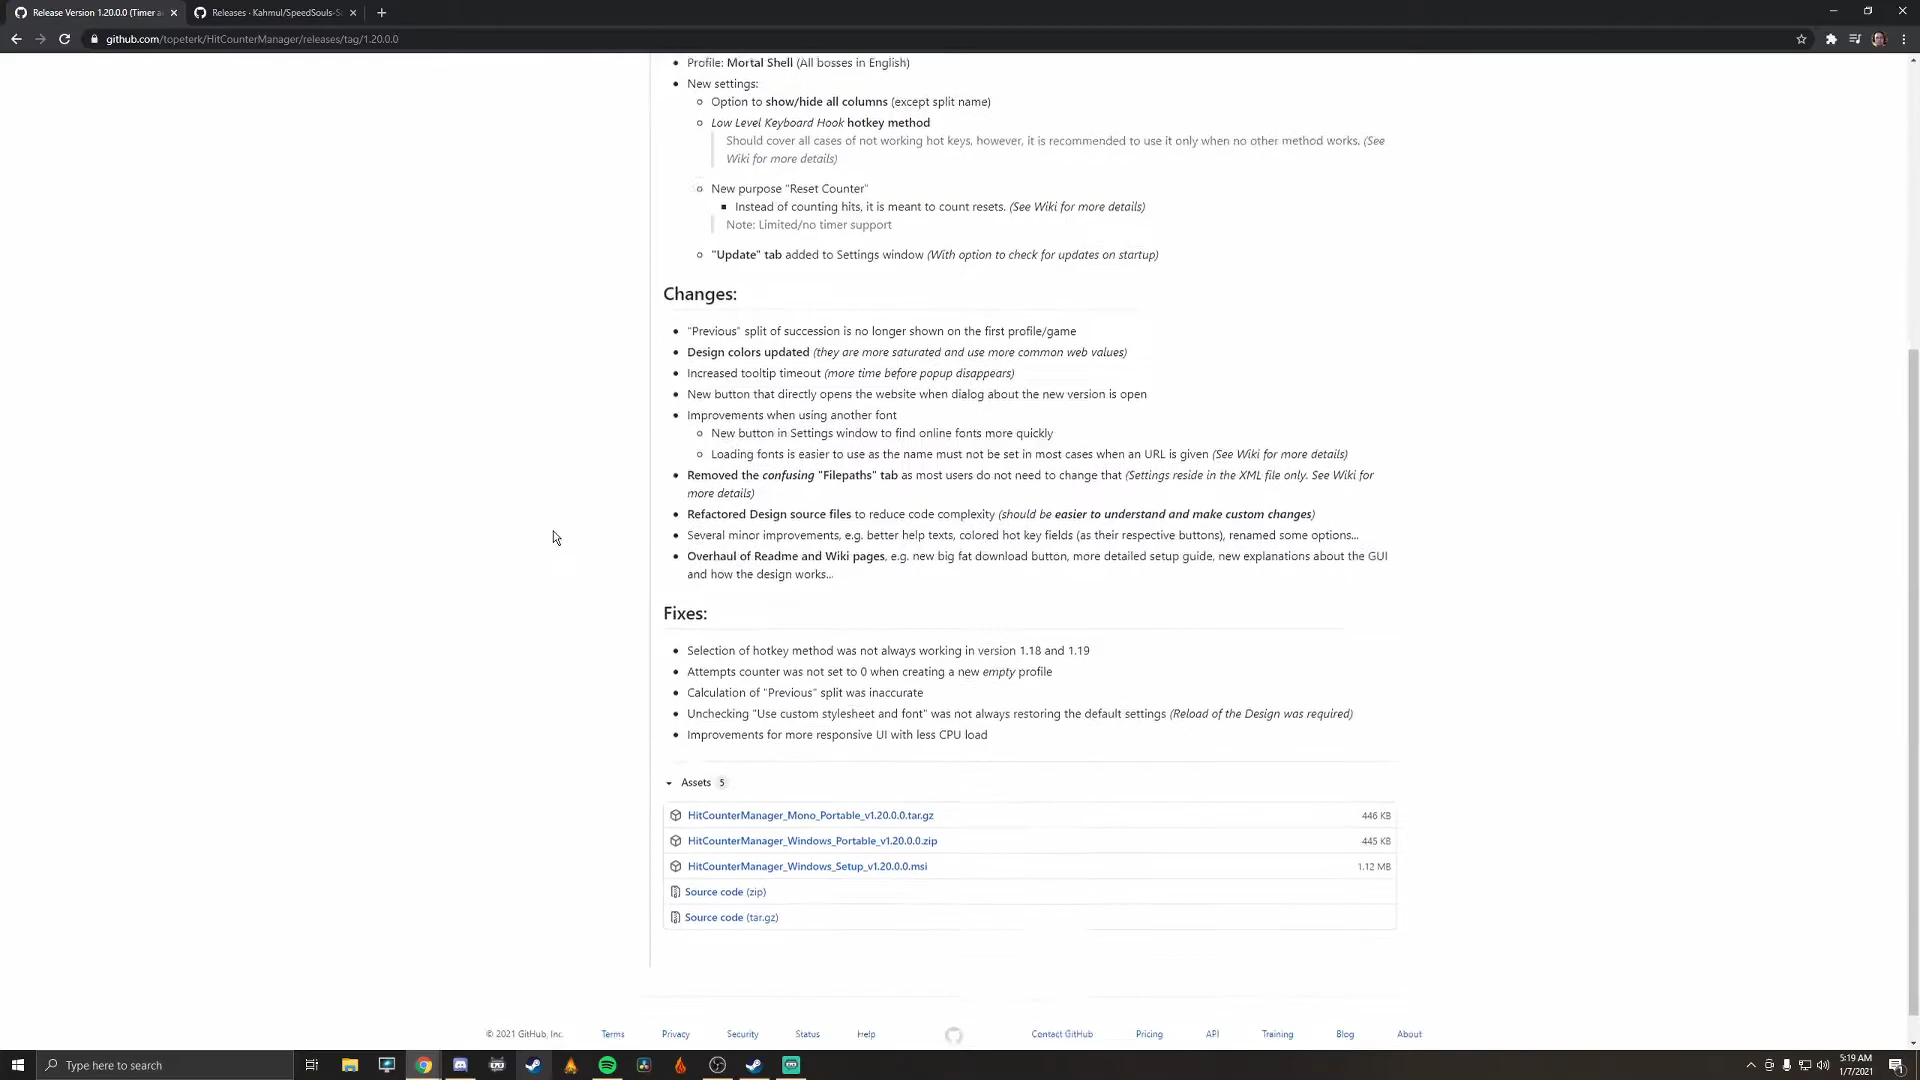 Release Version 1.20.0.0 (Timer a
Releases · Kahmul/SpeedSouls-S
github.com/topeterk/HitCounterManager/releases/tag/1.20.0.0
Profile: Mortal Shell (All bosses in English)
New settings:
Option to show/hide all columns (except split name)
Low Level Keyboard Hook hotkey method
Should cover all cases of not working hot keys, however, it is recommended to use it only when no other method works. (See
Wiki for more details)
New purpose "Reset Counter"
Instead of counting hits, it is meant to count resets. (See Wiki for more details)
Note: Limited/no timer support
"Update" tab added to Settings window (With option to check for updates on startup)
Changes:
"Previous" split of succession is no longer shown on the first profile/game
Design colors updated (they are more saturated and use more common web values)
Increased tooltip timeout (more time before popup disappears)
New button that directly opens the website when dialog about the new version is open
Improvements when using another font
New button in Settings window to find online fonts more quickly
Loading fonts is easier to use as the name must not be set in most cases when an URL is given (See Wiki for more details)
Removed the confusing "Filepaths" tab as most users do not need to change that (Settings reside in the XML file only. See Wiki for
more details)
Refactored Design source files to reduce code complexity (should be easier to understand and make custom changes)
Several minor improvements, e.g. better help texts, colored hot key fields (as their respective buttons), renamed some options...
Overhaul of Readme and Wiki pages, e.g. new big fat download button, more detailed setup guide, new explanations about the GUI
and how the design works...
Fixes:
Selection of hotkey method was not always working in version 1.18 and 1.19
Attempts counter was not set to 0 when creating a new empty profile
Calculation of "Previous" split was inaccurate
Unchecking "Use custom stylesheet and font" was not always restoring the default settings (Reload of the Design was required)
Improvements for more responsive UI with less CPU load
Assets 5
HitCounterManager_Mono_Portable_v1.20.0.0.tar.gz 446 KB
HitCounterManager_Windows_Portable_v1.20.0.0.zip 445 KB
HitCounterManager_Windows_Setup_v1.20.0.0.msi 1.12 MB
Source code (zip)
Source code (tar.gz)
© 2021 GitHub, Inc. Terms Privacy Security Status Help Contact GitHub Pricing API Training Blog About
Type here to search
5:19 AM
1/7/2021